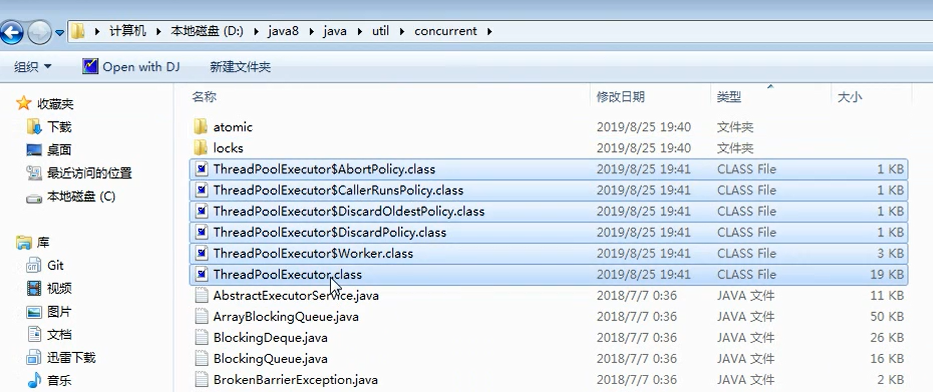 计算机 本地磁盘 (D:) java8 java util concurrent
组织 Open with DJ 新建文件夹
收藏夹
下载
桌面
最近访问的位置
本地磁盘 (C)
库
Git
视频
图片
文档
迅雷下载
音乐
名称 修改日期 类型 大小
atomic 2019/8/25 19:40 文件夹
locks 2019/8/25 19:40 文件夹
ThreadPoolExecutor$AbortPolicy.class 2019/8/25 19:41 CLASS File 1 KB
ThreadPoolExecutor$CallerRunsPolicy.class 2019/8/25 19:41 CLASS File 1 KB
ThreadPoolExecutor$DiscardOldestPolicy.class 2019/8/25 19:41 CLASS File 1 KB
ThreadPoolExecutor$DiscardPolicy.class 2019/8/25 19:41 CLASS File 1 KB
ThreadPoolExecutor$Worker.class 2019/8/25 19:41 CLASS File 3 KB
ThreadPoolExecutor.class 2019/8/25 19:41 CLASS File 19 KB
AbstractExecutorService.java 2018/7/7 0:36 JAVA 文件 11 KB
ArrayBlockingQueue.java 2018/7/7 0:36 JAVA 文件 50 KB
BlockingDeque.java 2018/7/7 0:36 JAVA 文件 26 KB
BlockingQueue.java 2018/7/7 0:36 JAVA 文件 16 KB
BrokenBarrierException.java 2018/7/7 0:36 JAVA 文件 2 KB